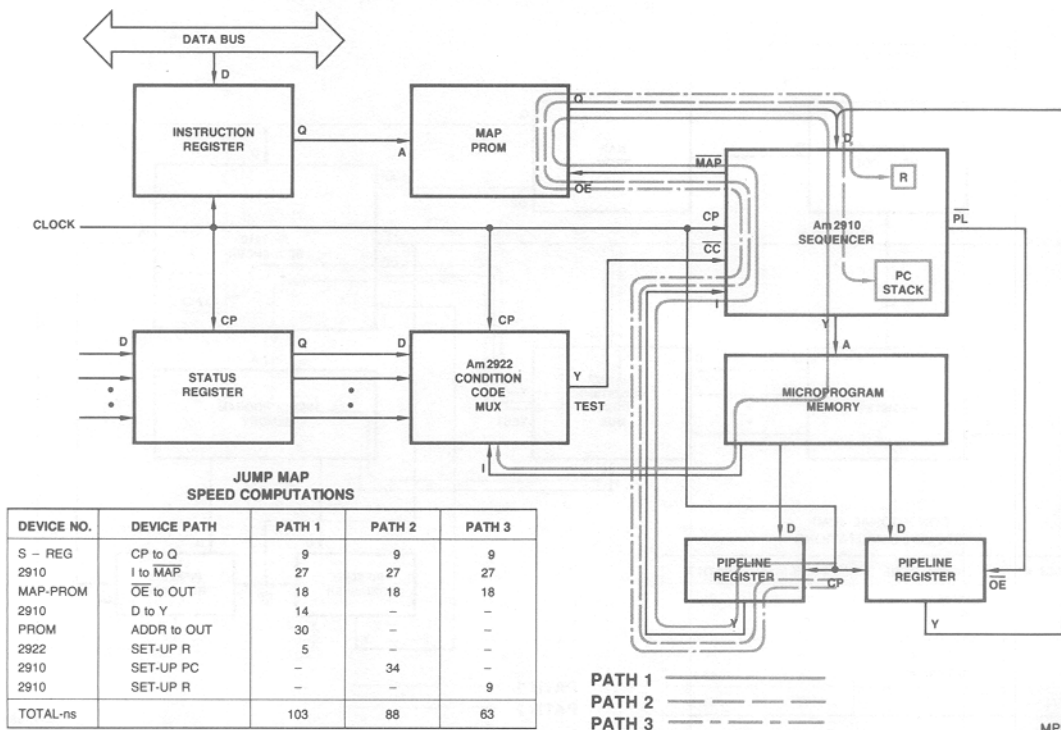 DATA BUS
D
INSTRUCTION
REGISTER
Q
A
MAP
PROM
Q
OE
MAP
D
R
Am2910
SEQUENCER
PC
STACK
CP
CC
I
PL
Y
CLOCK
CP
D
STATUS
REGISTER
Q
CP
D
Am2922
CONDITION
CODE
MUX
Y
TEST
I
A
MICROPROGRAM
MEMORY
D
D
PIPELINE
REGISTER
CP
PIPELINE
REGISTER
OE
Y
Y
JUMP MAP
SPEED COMPUTATIONS
DEVICE NO. DEVICE PATH PATH 1 PATH 2 PATH 3
S – REG CP to Q 9 9 9
2910 I to MAP 27 27 27
MAP-PROM OE to OUT 18 18 18
2910 D to Y 14 – –
PROM ADDR to OUT 30 – –
2922 SET-UP R 5 – –
2910 SET-UP PC – 34 –
2910 SET-UP R – – 9
TOTAL-ns 103 88 63
PATH 1
PATH 2
PATH 3